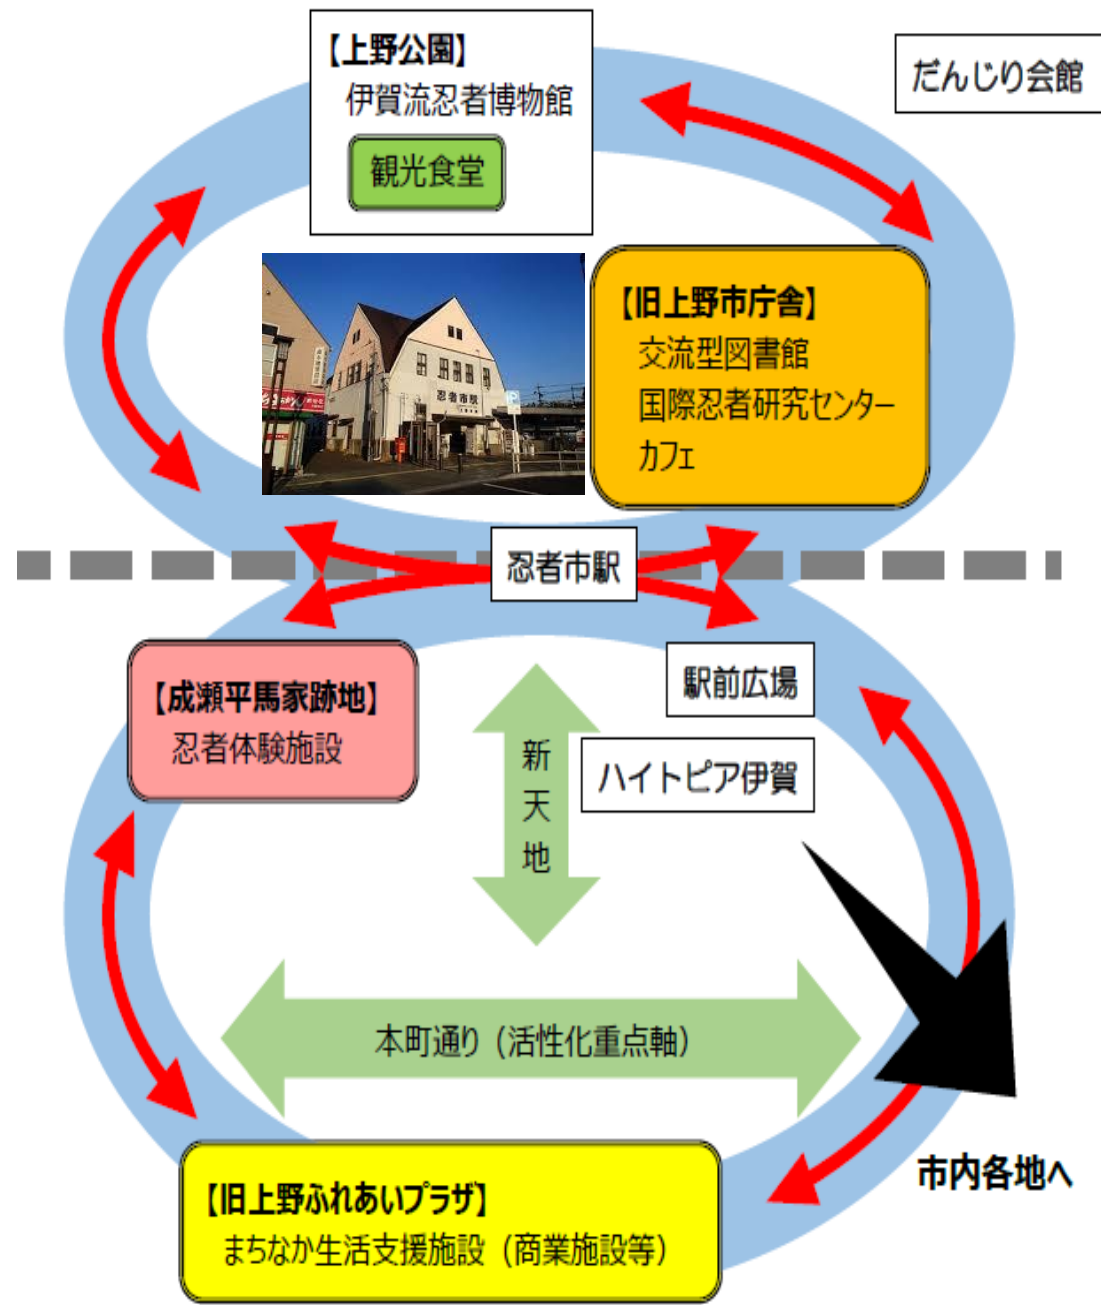 【上野公園】
伊賀流忍者博物館
観光食堂
だんじり会館
【旧上野市庁舎】
交流型図書館
国際忍者研究センター
カフェ
忍者市駅
忍者市駅
【成瀬平馬家跡地】
忍者体験施設
駅前広場
ハイトピア伊賀
新天地
本町通り（活性化重点軸）
市内各地へ
【旧上野ふれあいプラザ】
まちなか生活支援施設（商業施設等）